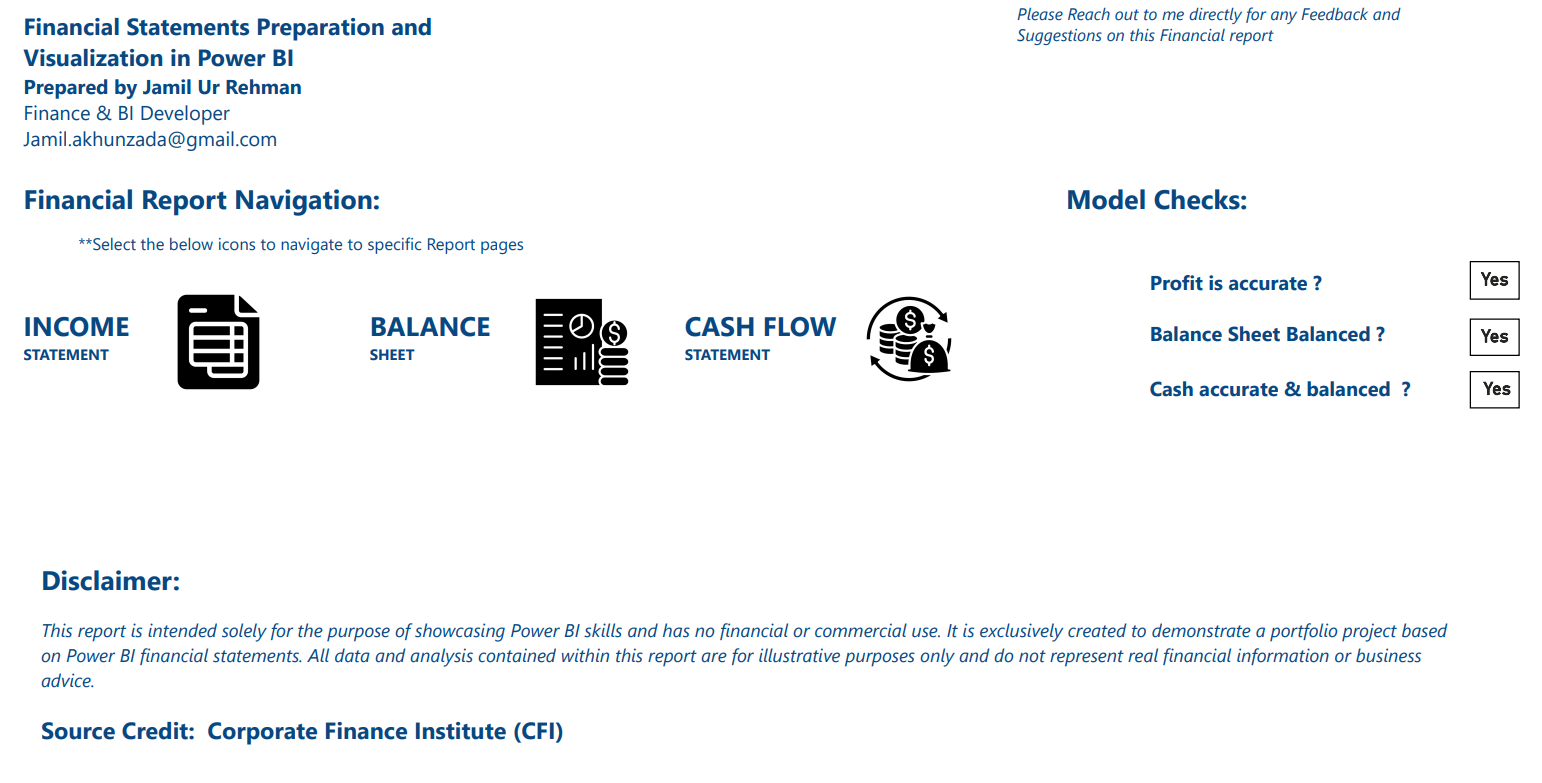 Financial Statements Preparation and
Visualization in Power BI
Prepared by Jamil Ur Rehman
Finance & BI Developer
Jamil.akhunzada@gmail.com
Please Reach out to me directly for any Feedback and
Suggestions on this Financial report
Financial Report Navigation:
**Select the below icons to navigate to specific Report pages
INCOME
STATEMENT
BALANCE
SHEET
$
CASH FLOW
STATEMENT
$
$
Model Checks:
Profit is accurate ? Yes
Balance Sheet Balanced ? Yes
Cash accurate & balanced  ? Yes
Disclaimer:
This report is intended solely for the purpose of showcasing Power BI skills and has no financial or commercial use. It is exclusively created to demonstrate a portfolio project based
on Power BI financial statements. All data and analysis contained within this report are for illustrative purposes only and do not represent real financial information or business
advice.
Source Credit:  Corporate Finance Institute (CFI)